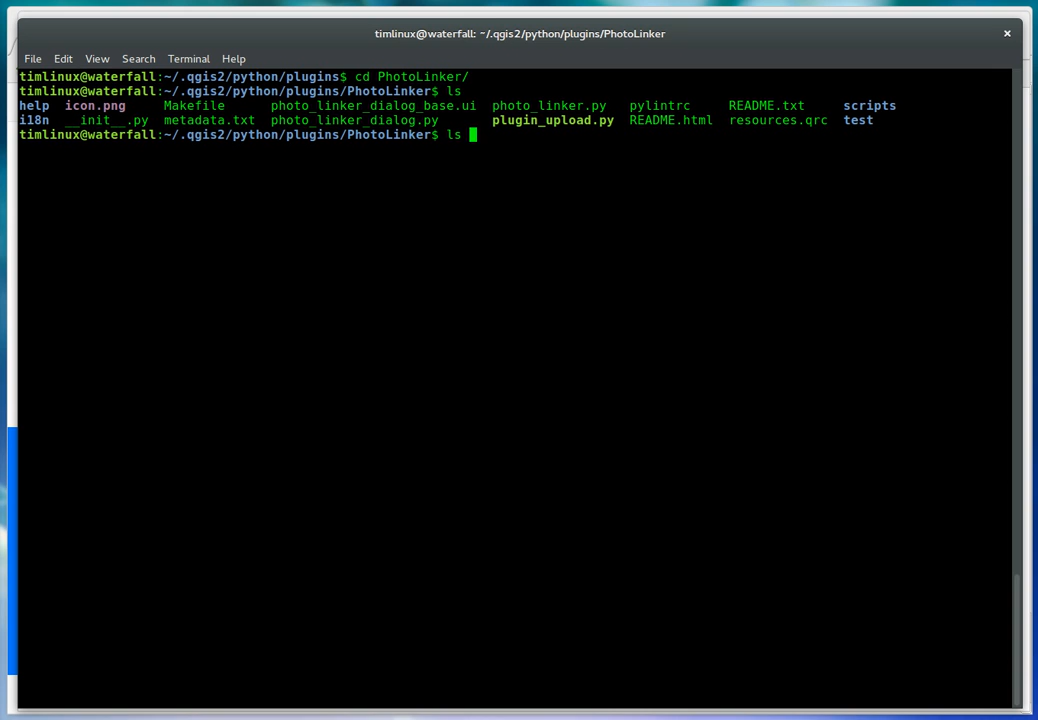 timlinux@waterfall: ~/.qgis2/python/plugins/PhotoLinker ×
File Edit View Search Terminal Help
timlinux@waterfall:~/.qgis2/python/plugins$ cd PhotoLinker/
timlinux@waterfall:~/.qgis2/python/plugins/PhotoLinker$ ls
help icon.png Makefile photo_linker_dialog_base.ui photo_linker.py pylintrc README.txt scripts
i18n __init__.py metadata.txt photo_linker_dialog.py plugin_upload.py README.html resources.qrc test
timlinux@waterfall:~/.qgis2/python/plugins/PhotoLinker$ ls